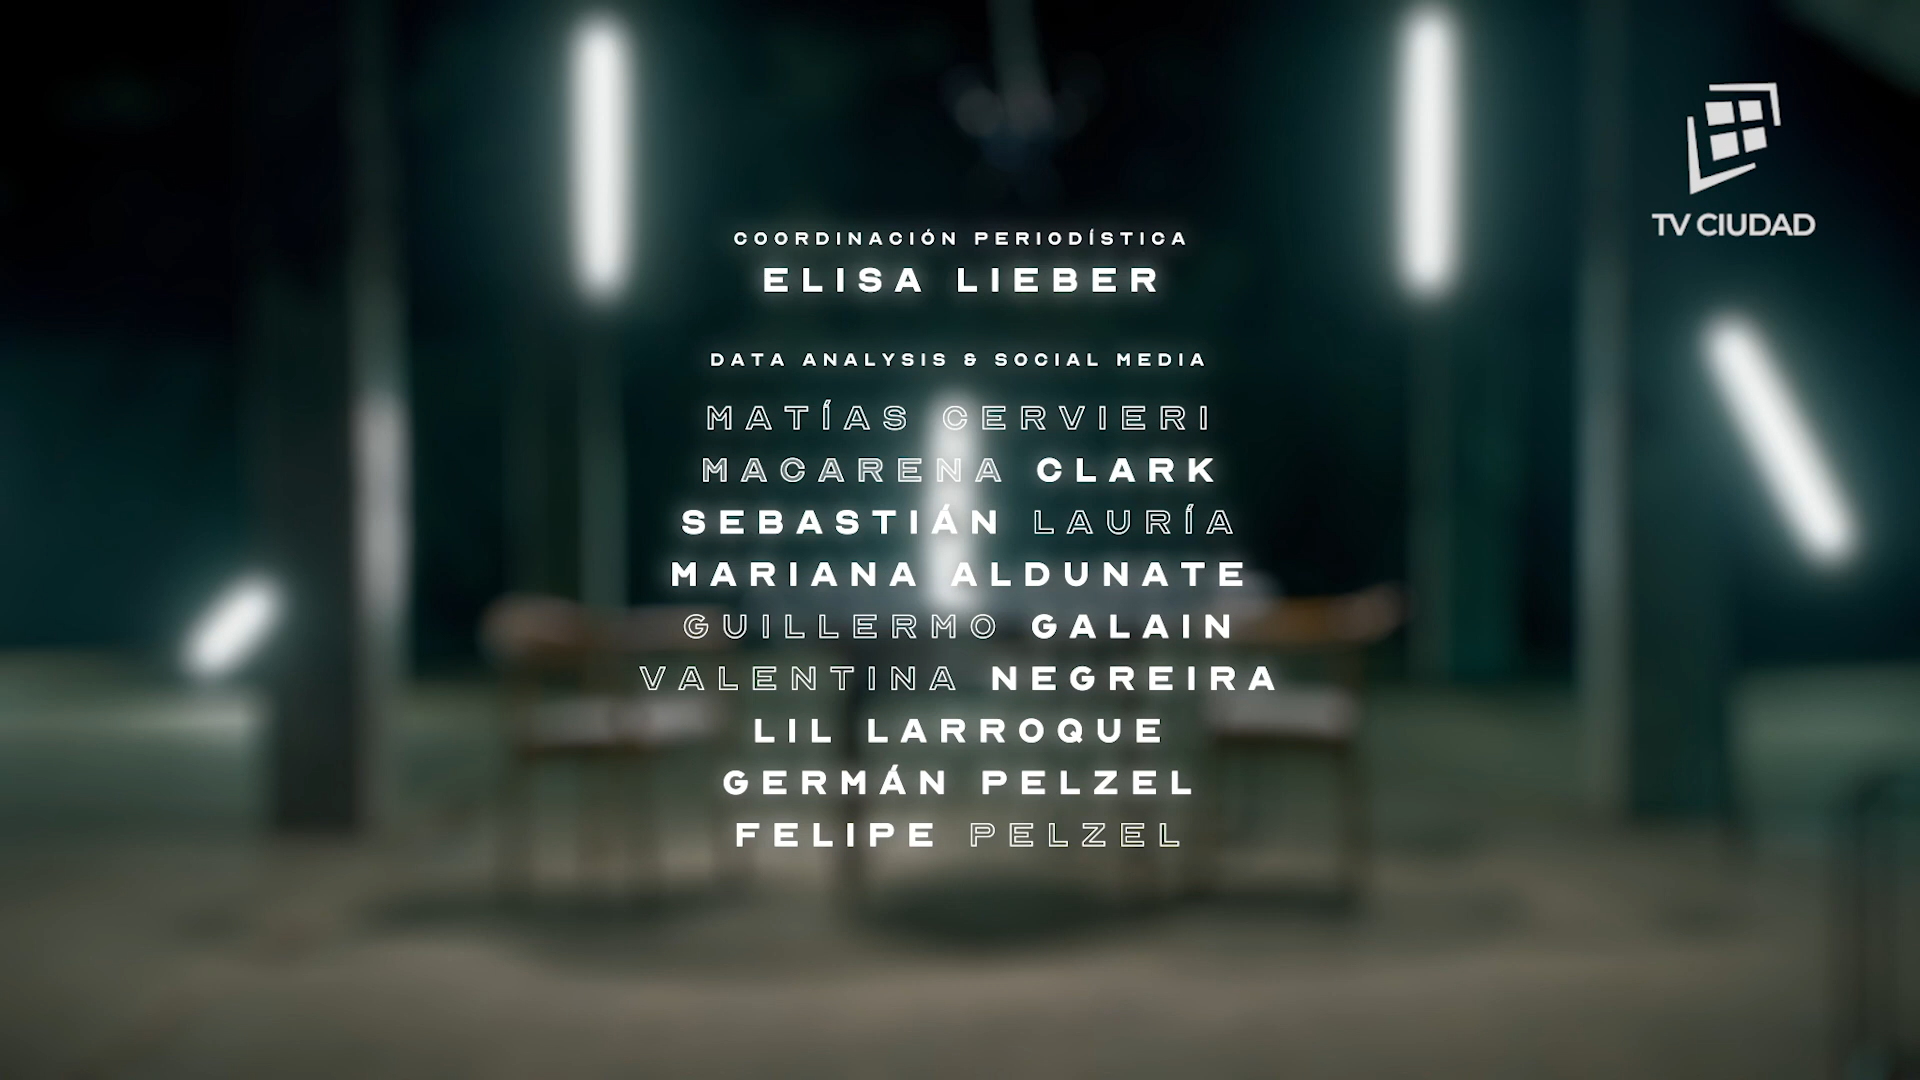 TV CIUDAD
COORDINACIÓN PERIODÍSTICA
ELISA LIEBER
DATA ANALYSIS & SOCIAL MEDIA
MATÍAS CERVIERI
MACARENA CLARK
SEBASTIÁN LAURÍA
MARIANA ALDUNATE
GUILLERMO GALAIN
VALENTINA NEGREIRA
LIL LARROQUE
GERMÁN PELZEL
FELIPE PELZEL